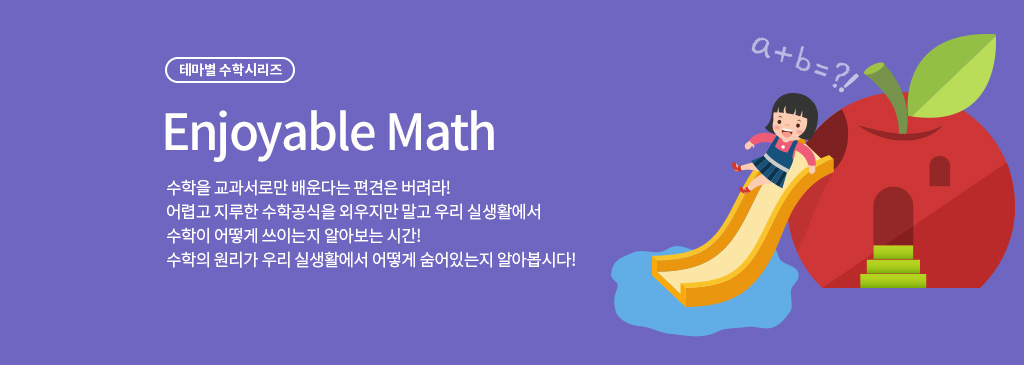 테마별 수학시리즈
a+b=?!
Enjoyable Math
수학을 교과서로만 배운다는 편견은 버려라!
어렵고 지루한 수학공식을 외우지만 말고 우리 실생활에서
수학이 어떻게 쓰이는지 알아보는 시간!
수학의 원리가 우리 실생활에서 어떻게 숨어있는지 알아봅시다!